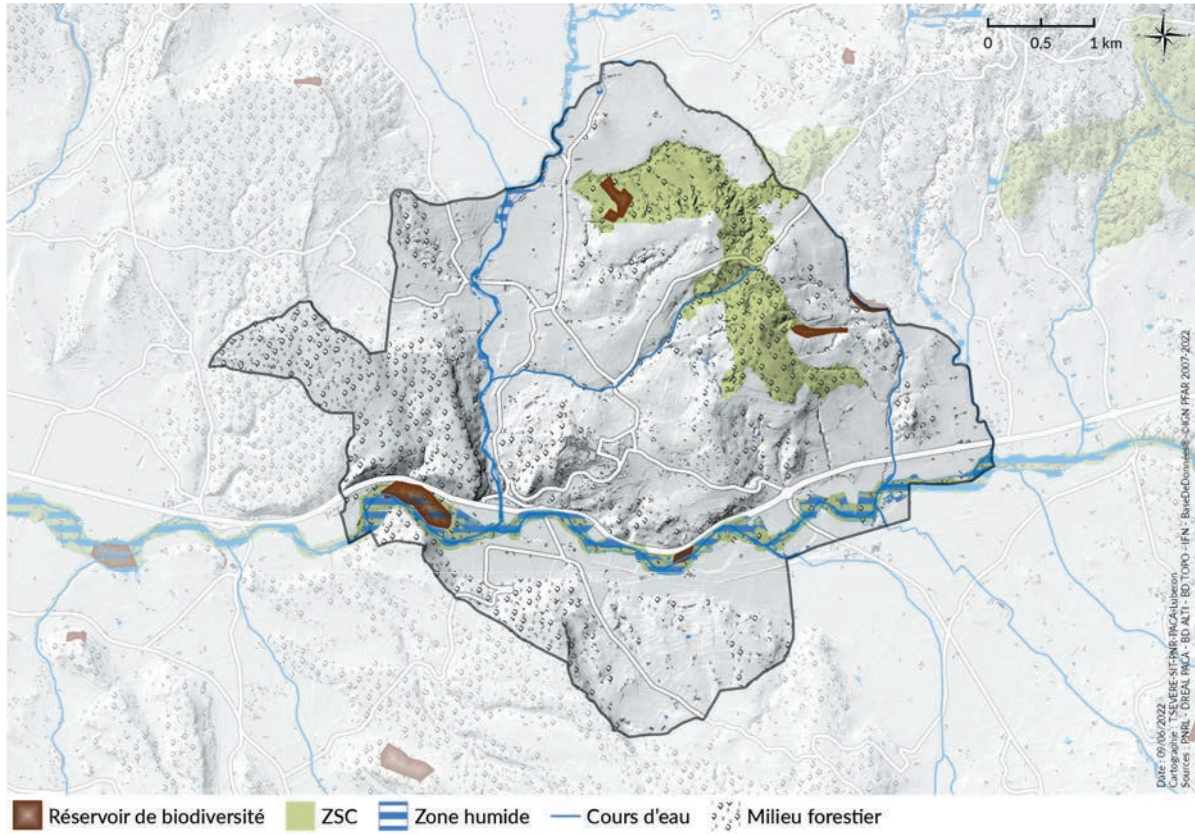 0 0,5 1 km
Date : 09/06/2022
Cartographie : T.SEVERE-SIT-PNR-PACA-Luberon
Sources : PNRL - DREAL PACA - BD ALTI - BD TOPO - IFN - BaseDeDonnées® ©IGN PFAR 2007-2022
Réservoir de biodiversité ZSC Zone humide Cours d'eau Milieu forestier